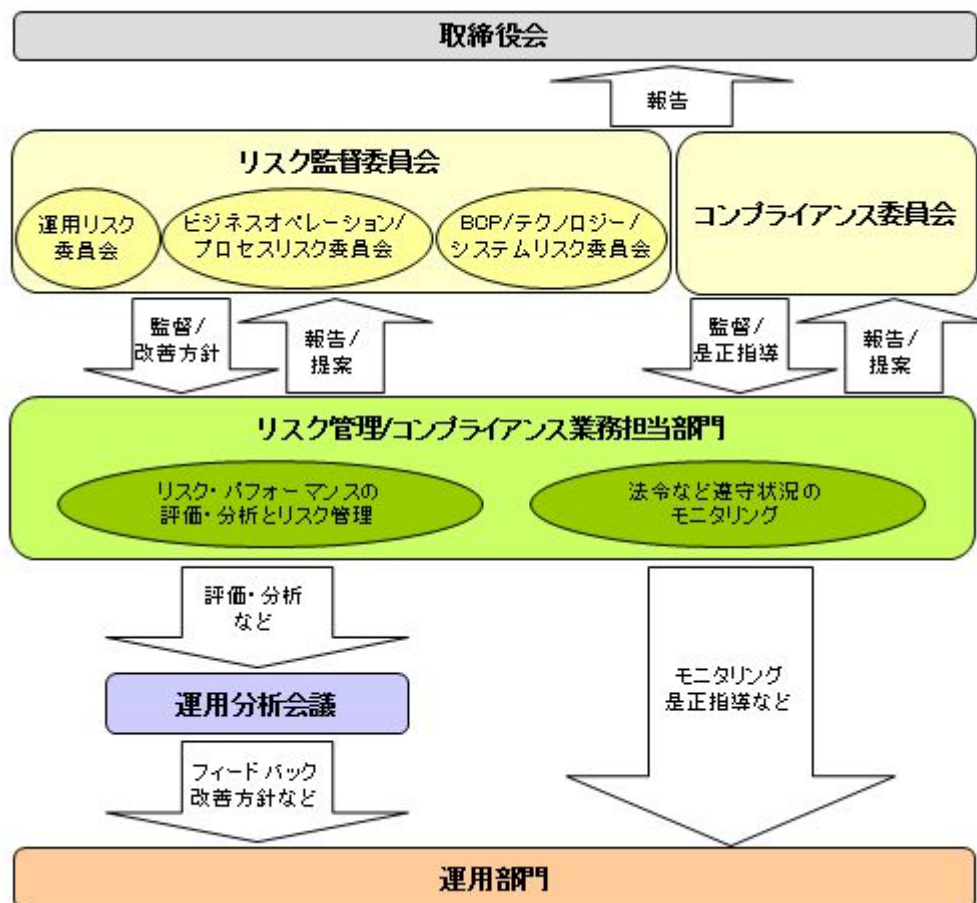 取締役会
報告
リスク監督委員会
運用リスク
委員会
ビジネスオペレーション/
プロセスリスク委員会
BCP/テクノロジー/
システムリスク委員会
コンプライアンス委員会
監督/
改善方針
報告/
提案
監督/
是正指導
報告/
提案
リスク管理/コンプライアンス業務担当部門
リスク・パフォーマンスの
評価・分析とリスク管理
法令など遵守状況の
モニタリング
評価・分析
など
運用分析会議
モニタリング
是正指導など
フィードバック
改善方針など
運用部門